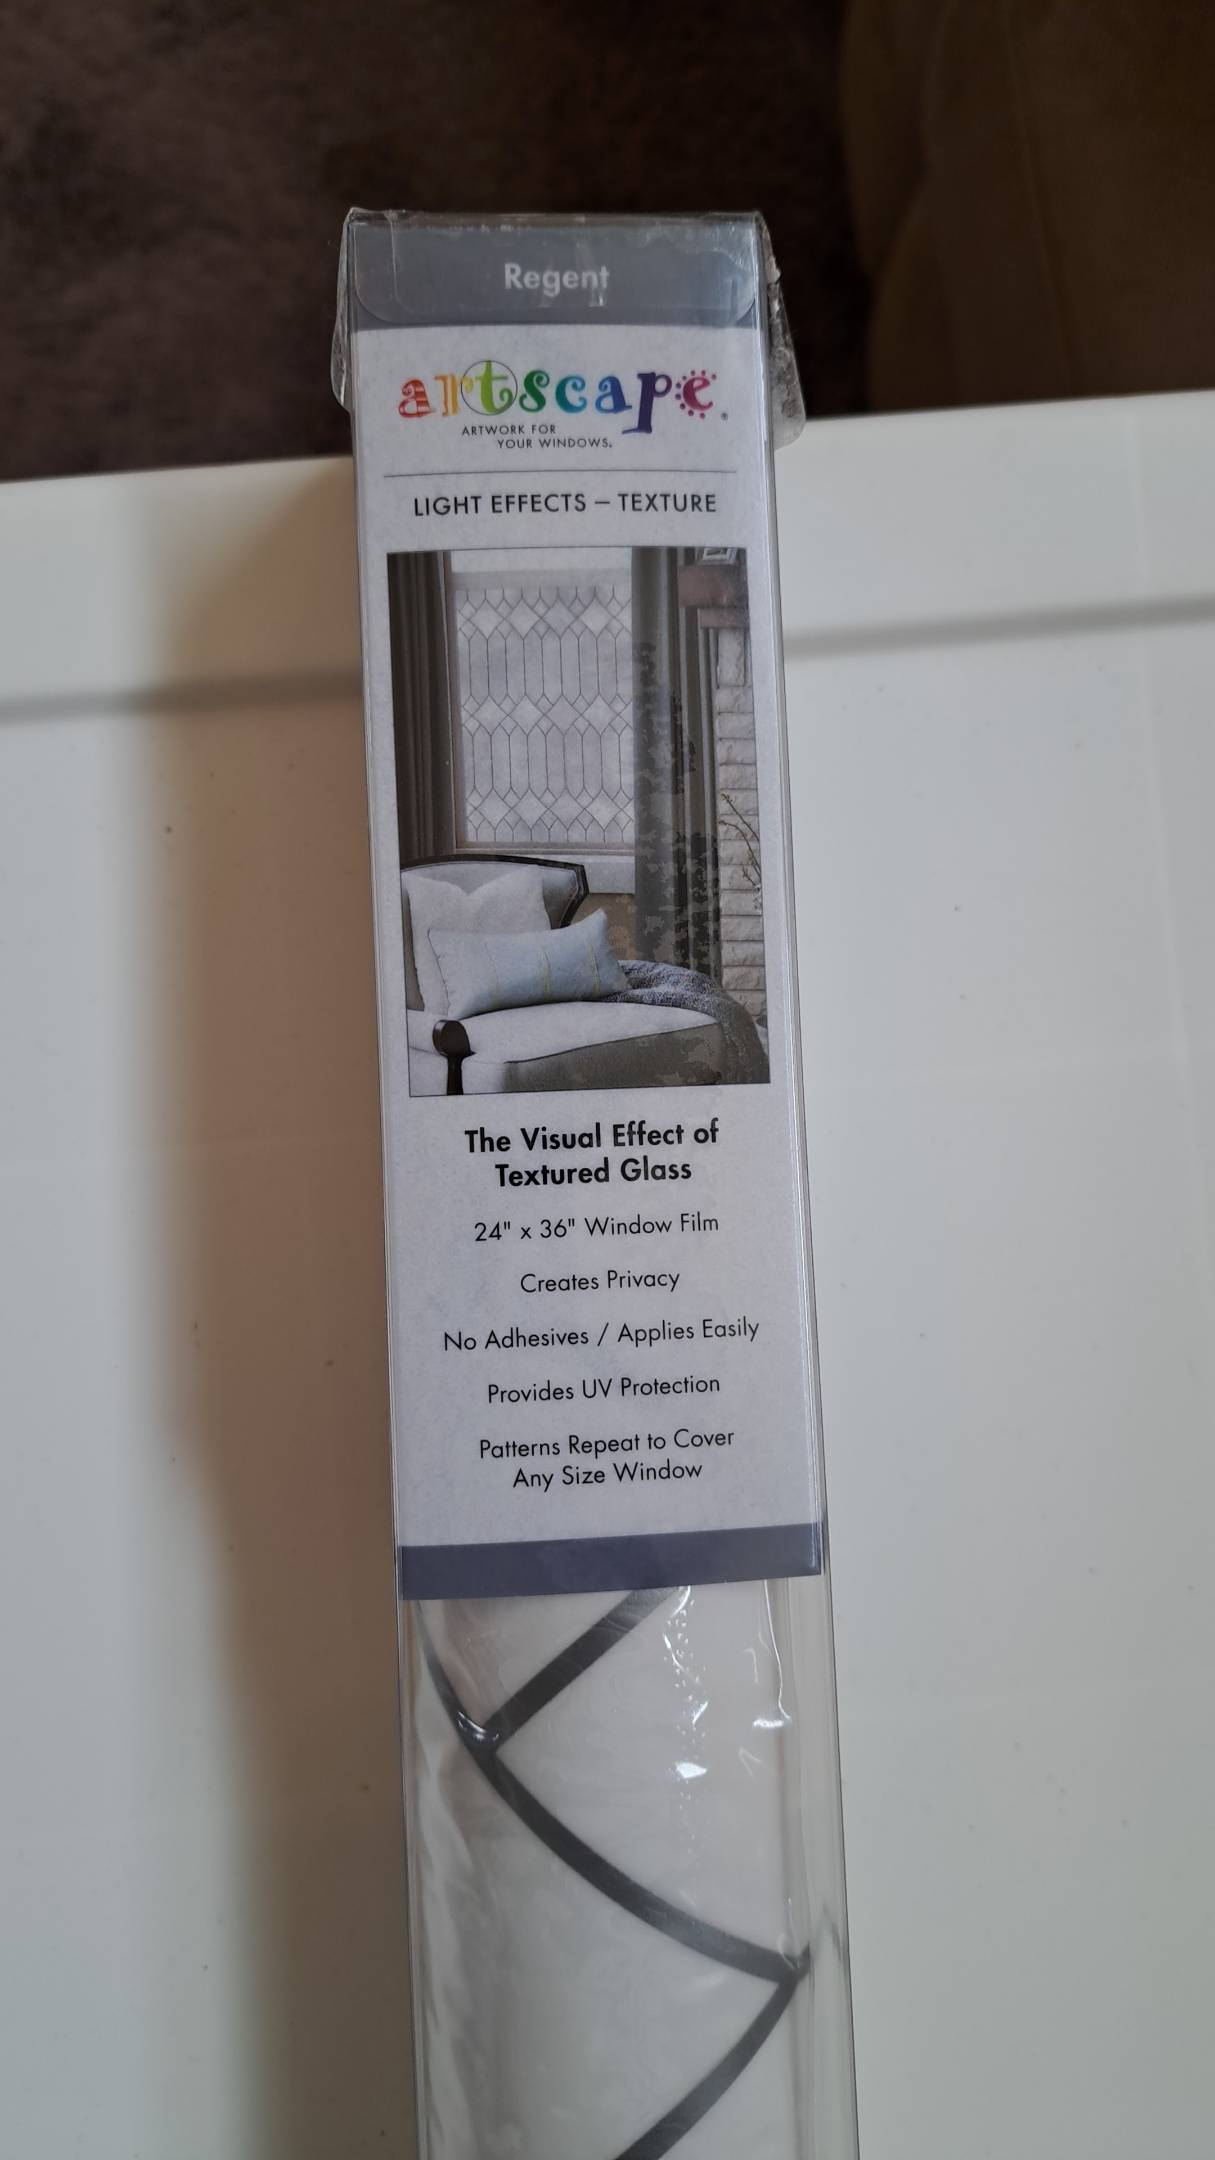 Regent
artscape®
ARTWORK FOR
YOUR WINDOWS.
LIGHT EFFECTS – TEXTURE
The Visual Effect of
Textured Glass
24" x 36" Window Film
Creates Privacy
No Adhesives / Applies Easily
Provides UV Protection
Patterns Repeat to Cover
Any Size Window